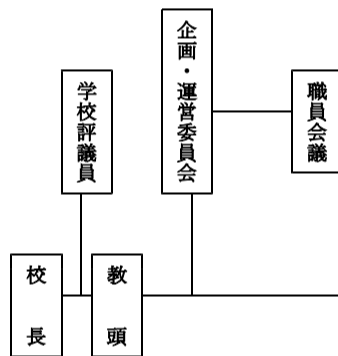 企画・運営委員会
学校評議員
職員会議
校長
教頭